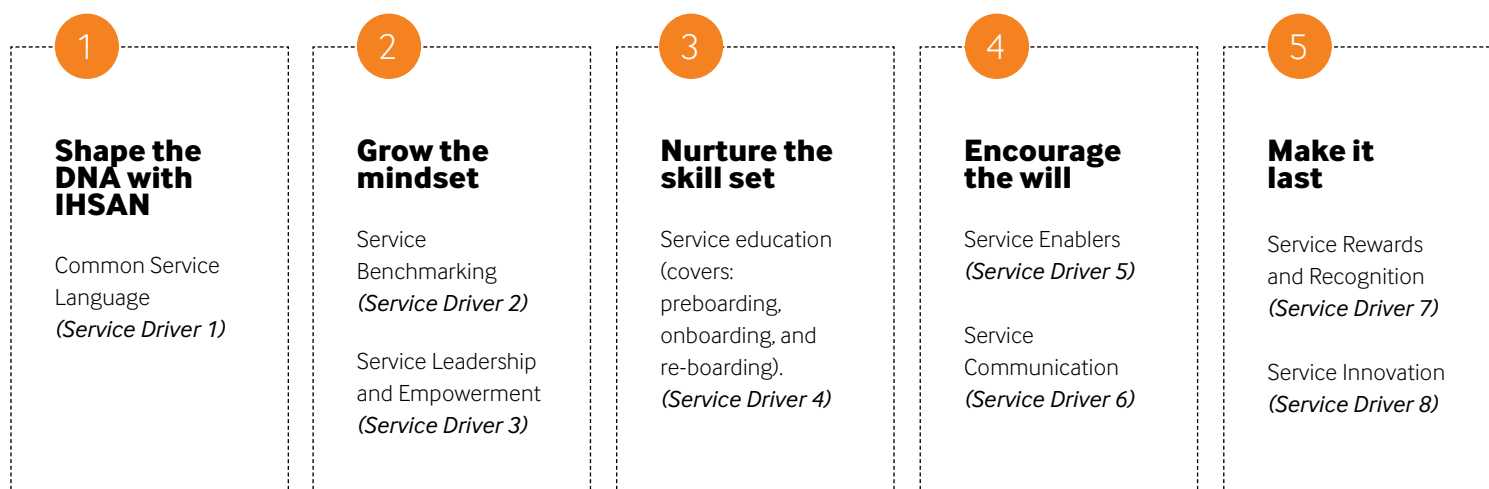 1
Shape the
DNA with
IHSAN
Common Service
Language
(Service Driver 1)
2
Grow the
mindset
Service
Benchmarking
(Service Driver 2)
Service Leadership
and Empowerment
(Service Driver 3)
3
Nurture the
skill set
Service education
(covers:
preboarding,
onboarding, and
re-boarding).
(Service Driver 4)
4
Encourage
the will
Service Enablers
(Service Driver 5)
Service
Communication
(Service Driver 6)
5
Make it
last
Service Rewards
and Recognition
(Service Driver 7)
Service Innovation
(Service Driver 8)